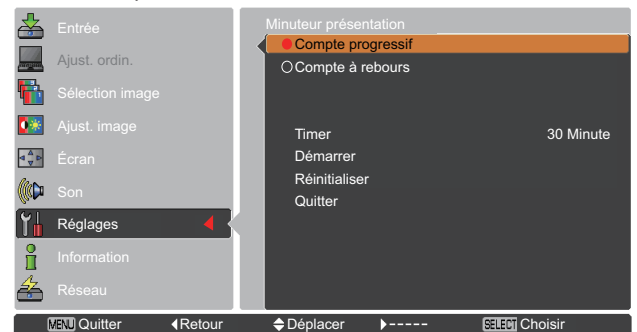 Entrée
Ajust. ordin.
Sélection image
Ajust. image
Écran
Son
Réglages
Information
Réseau
Minuteur présentation
Compte progressif
Compte à rebours
Timer 30 Minute
Démarrer
Réinitialiser
Quitter
MENU Quitter Retour Déplacer ----- SELECT Choisir